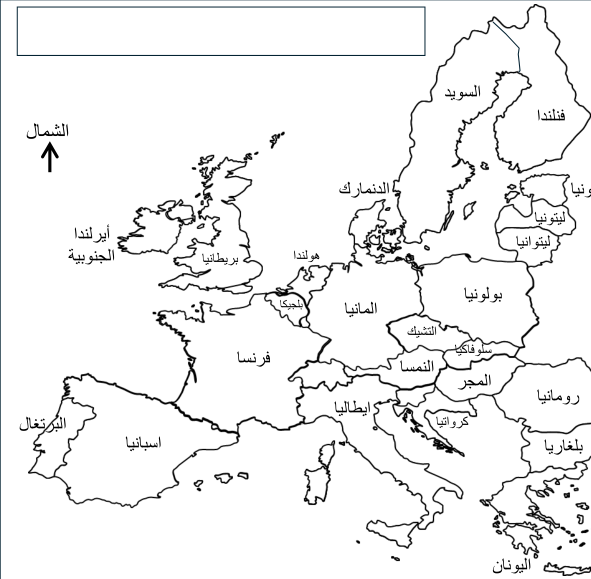 السويد
فنلندا
الشمال
الدنمارك
ونيا
ليتونيا
ليتوانيا
أيرلندا
الجنوبية
بريطانيا
هولندا
بولونيا
بلجيكا
المانيا
التشيك
سلوفاكيا
فرنسا
النمسا
المجر
رومانيا
ايطاليا
كرواتيا
البرتغال
اسبانيا
بلغاريا
اليونان